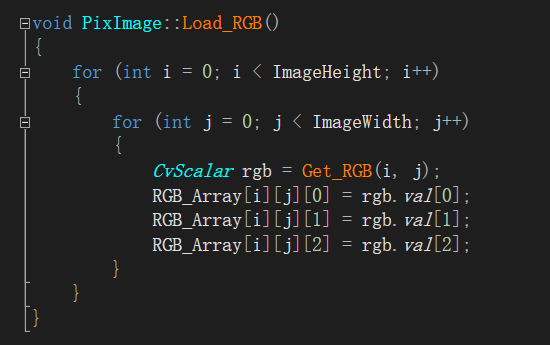 void PixImage::Load_RGB()
{
for (int i = 0; i < ImageHeight; i++)
{
for (int j = 0; j < ImageWidth; j++)
{
CvScalar rgb = Get_RGB(i, j);
RGB_Array[i][j][0] = rgb.val[0];
RGB_Array[i][j][1] = rgb.val[1];
RGB_Array[i][j][2] = rgb.val[2];
}
}
}